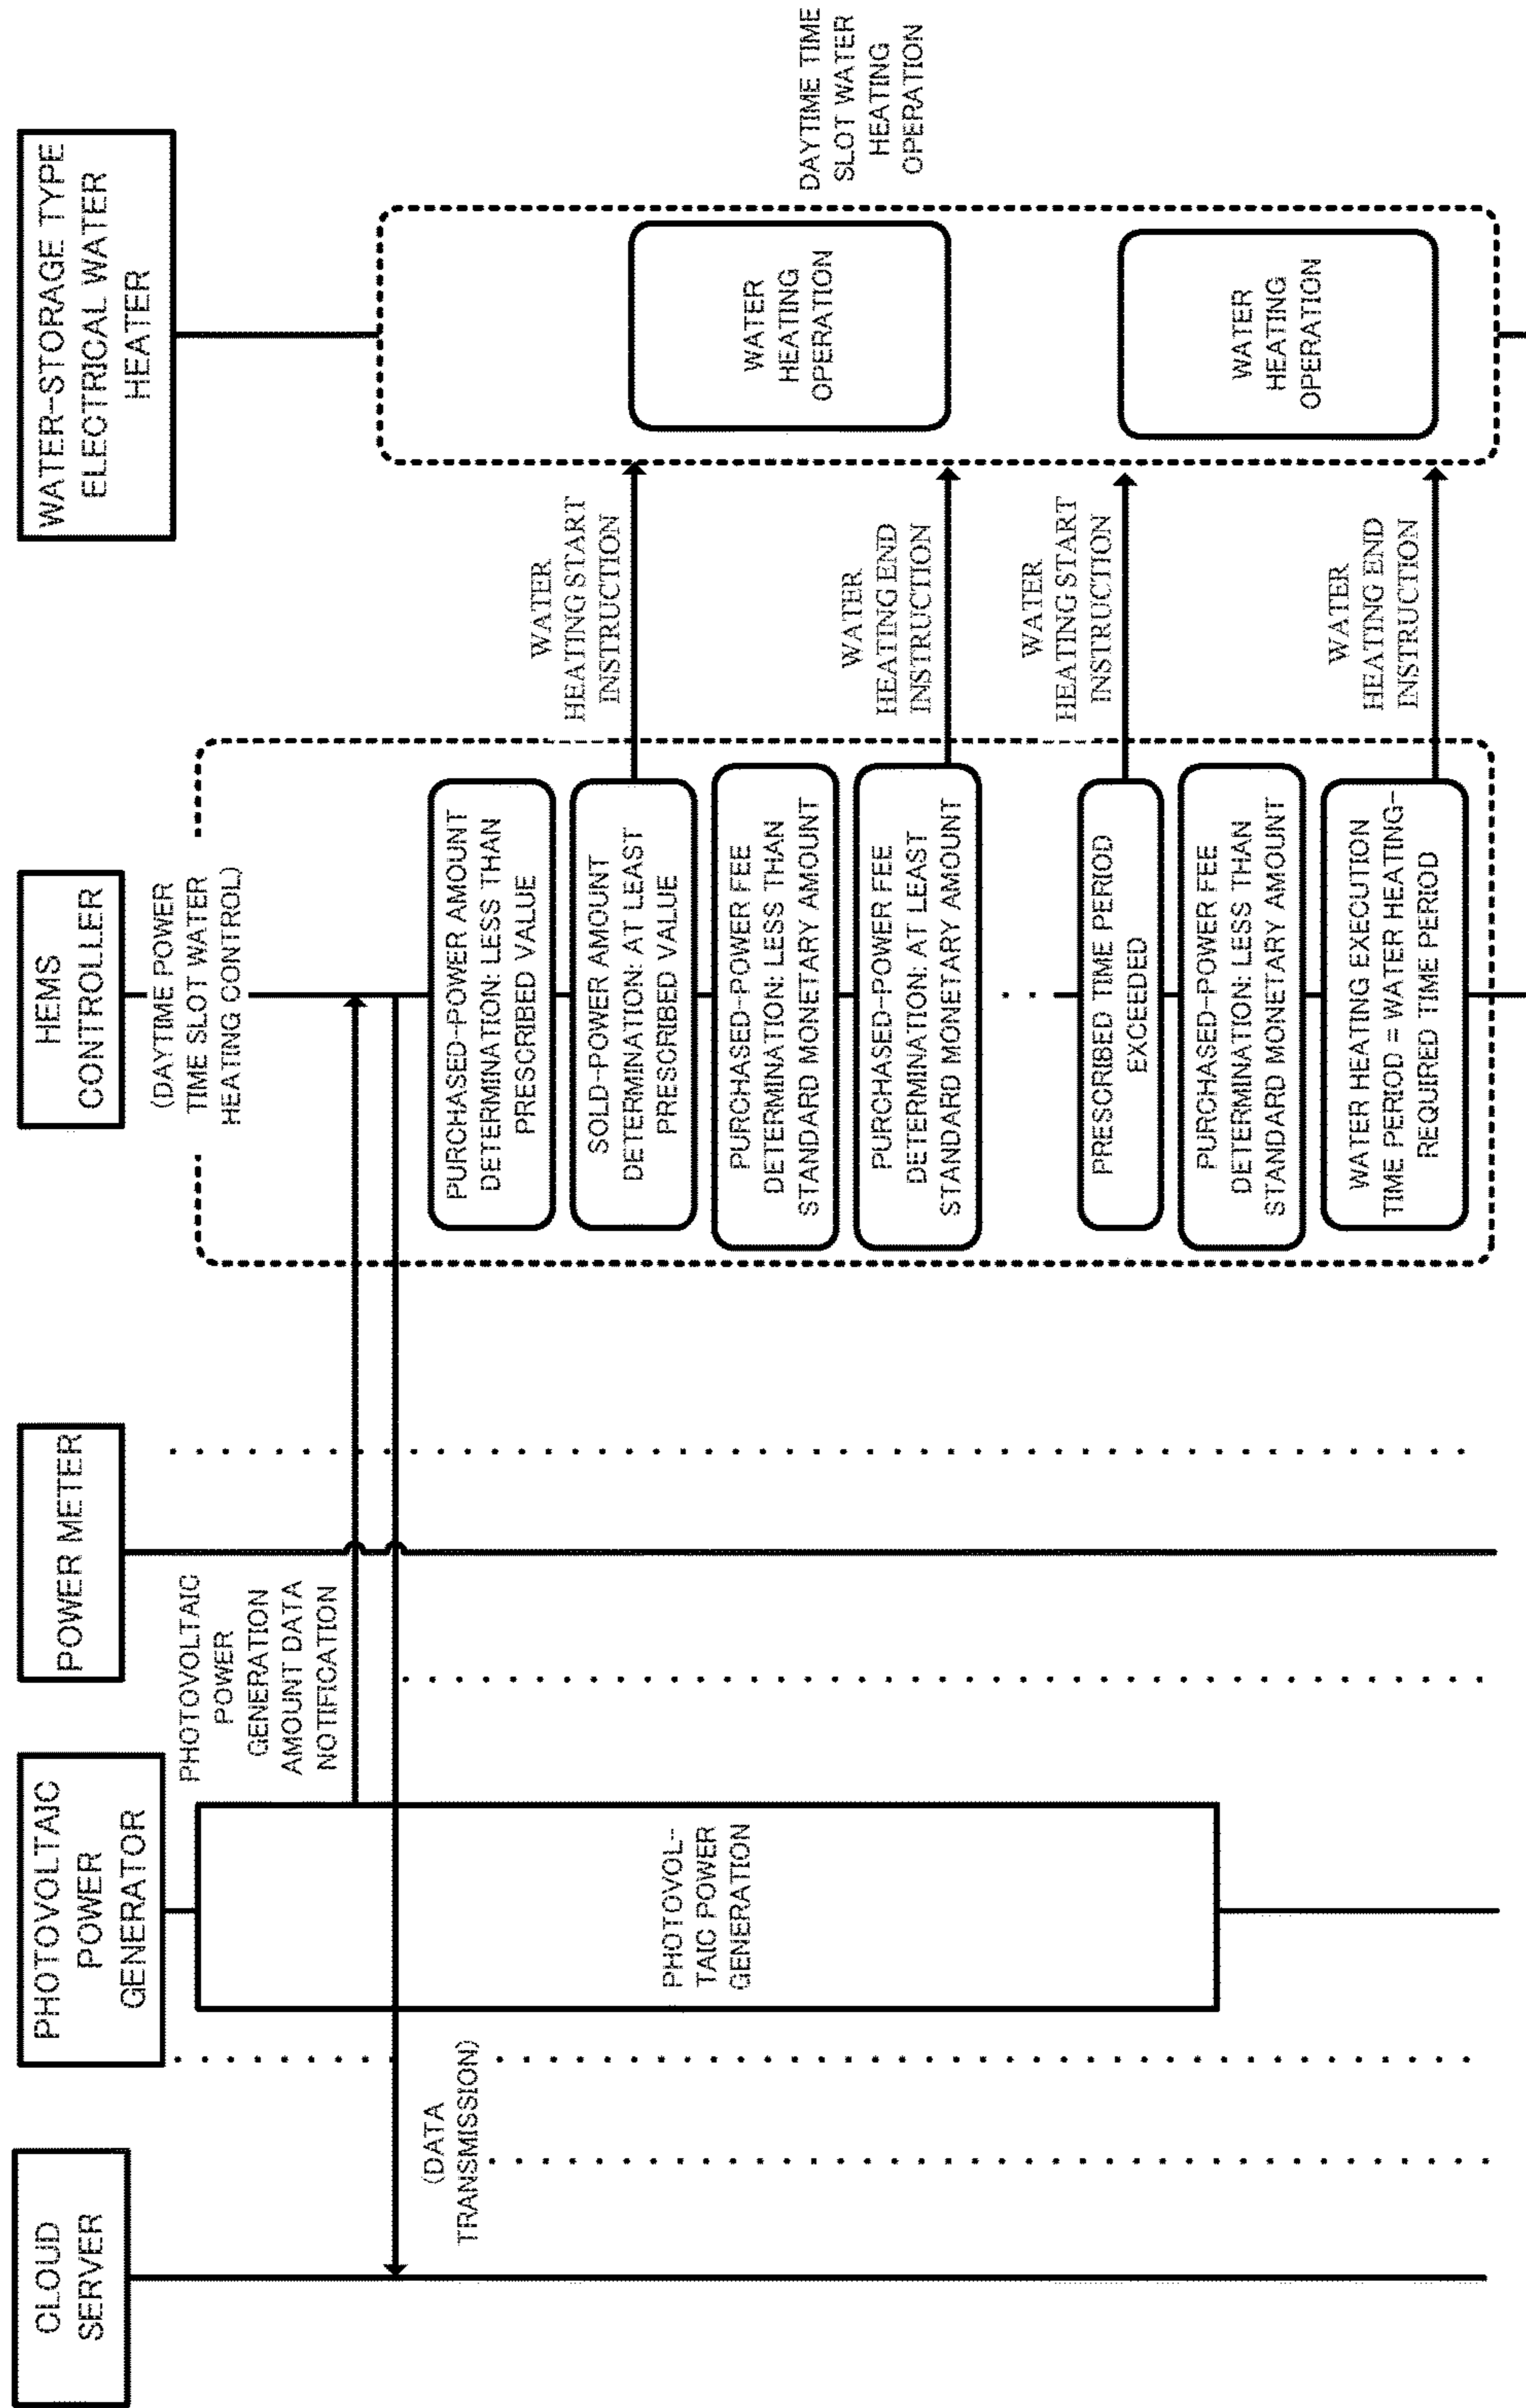 CLOUD
SERVER
PHOTOVOLTAIC
POWER
GENERATOR
POWER METER
HEMS
CONTROLLER
WATER-STORAGE TYPE
ELECTRICAL WATER
HEATER
(DAYTIME POWER
TIME SLOT WATER
HEATING CONTROL)
PHOTOVOLTAIC
POWER
GENERATION
AMOUNT DATA
NOTIFICATION
(DATA
TRANSMISSION)
PHOTOVOL-
TAIC POWER
GENERATION
PURCHASED-POWER AMOUNT
DETERMINATION: LESS THAN
PRESCRIBED VALUE
SOLD-POWER AMOUNT
DETERMINATION: AT LEAST
PRESCRIBED VALUE
WATER
HEATING START
INSTRUCTION
PURCHASED-POWER FEE
DETERMINATION: LESS THAN
STANDARD MONETARY AMOUNT
PURCHASED-POWER FEE
DETERMINATION: AT LEAST
STANDARD MONETARY AMOUNT
WATER
HEATING END
INSTRUCTION
WATER
HEATING
OPERATION
DAYTIME TIME
SLOT WATER
HEATING
OPERATION
PRESCRIBED TIME PERIOD
EXCEEDED
WATER
HEATING START
INSTRUCTION
PURCHASED-POWER FEE
DETERMINATION: LESS THAN
STANDARD MONETARY AMOUNT
WATER HEATING EXECUTION
TIME PERIOD = WATER HEATING-
REQUIRED TIME PERIOD
WATER
HEATING END
INSTRUCTION
WATER
HEATING
OPERATION